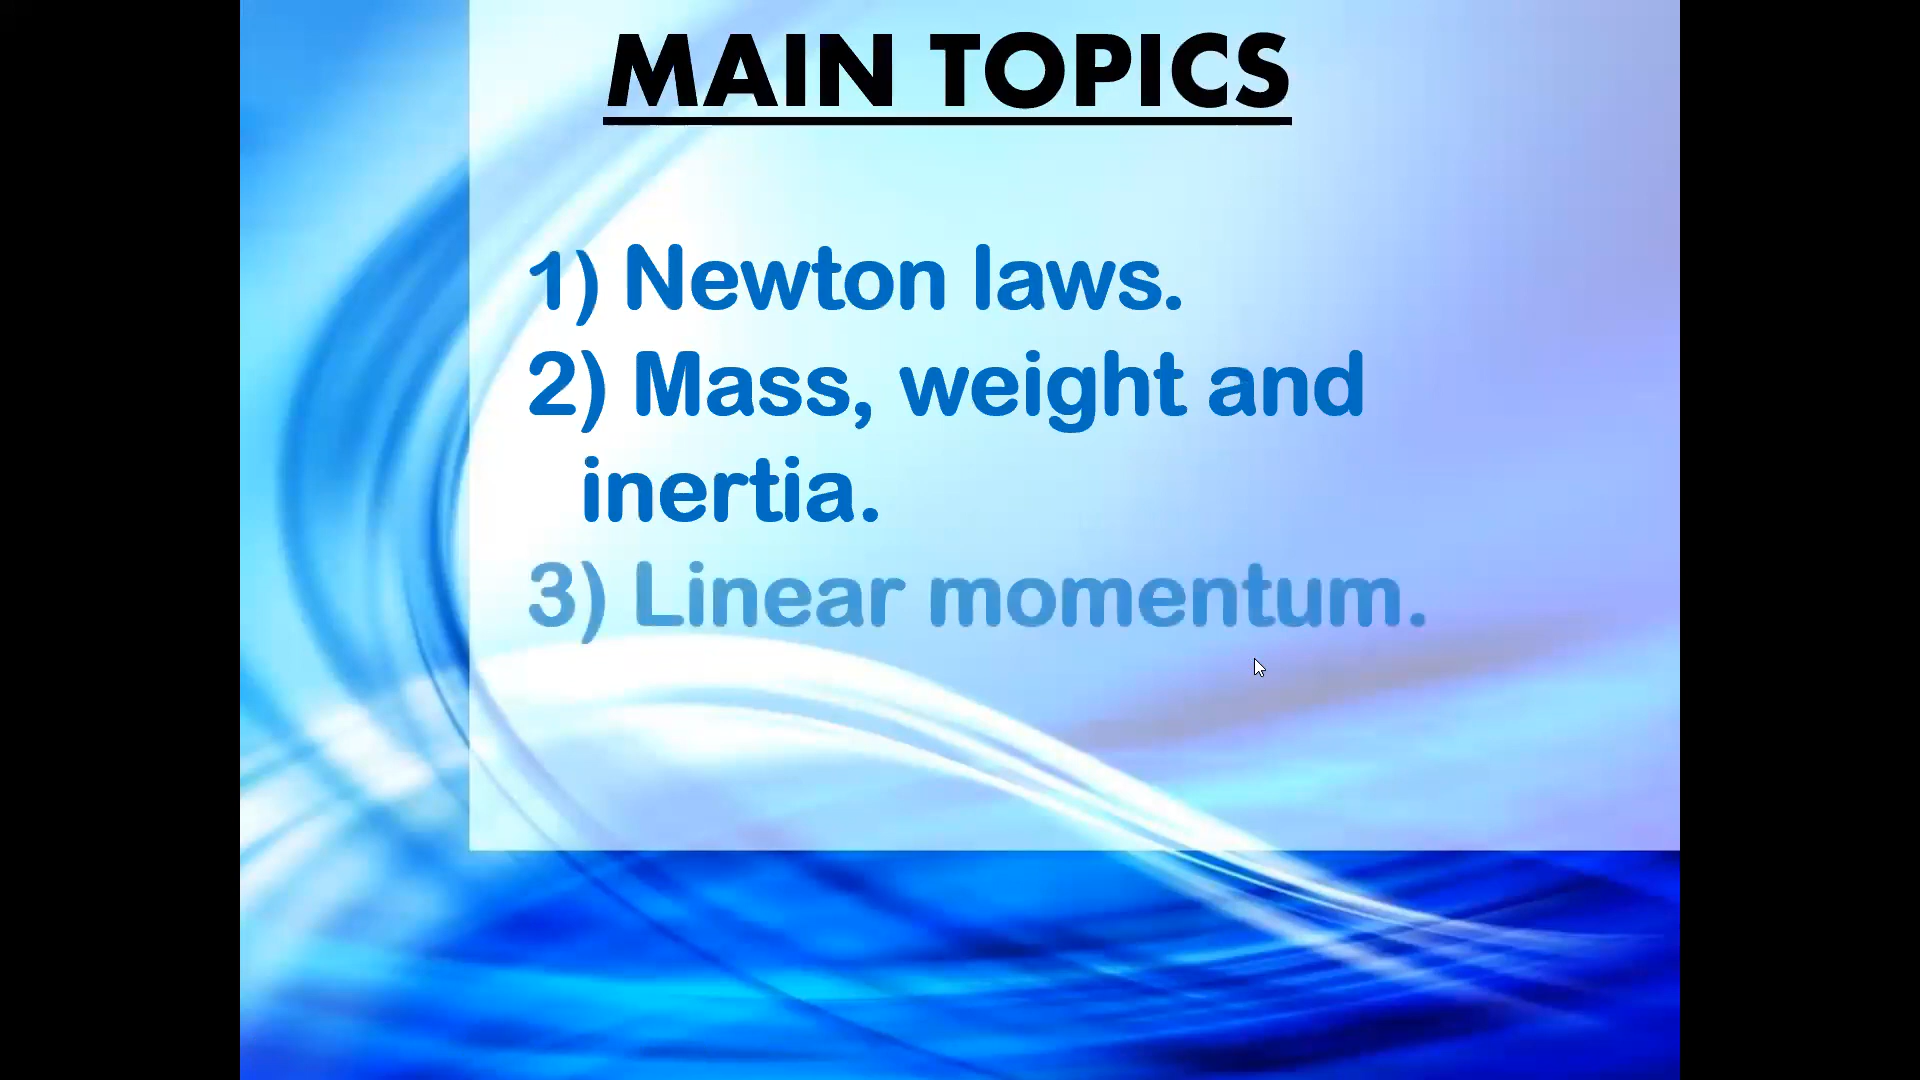 MAIN TOPICS
1) Newton laws.
2) Mass, weight and
inertia.
3) Linear momentum.